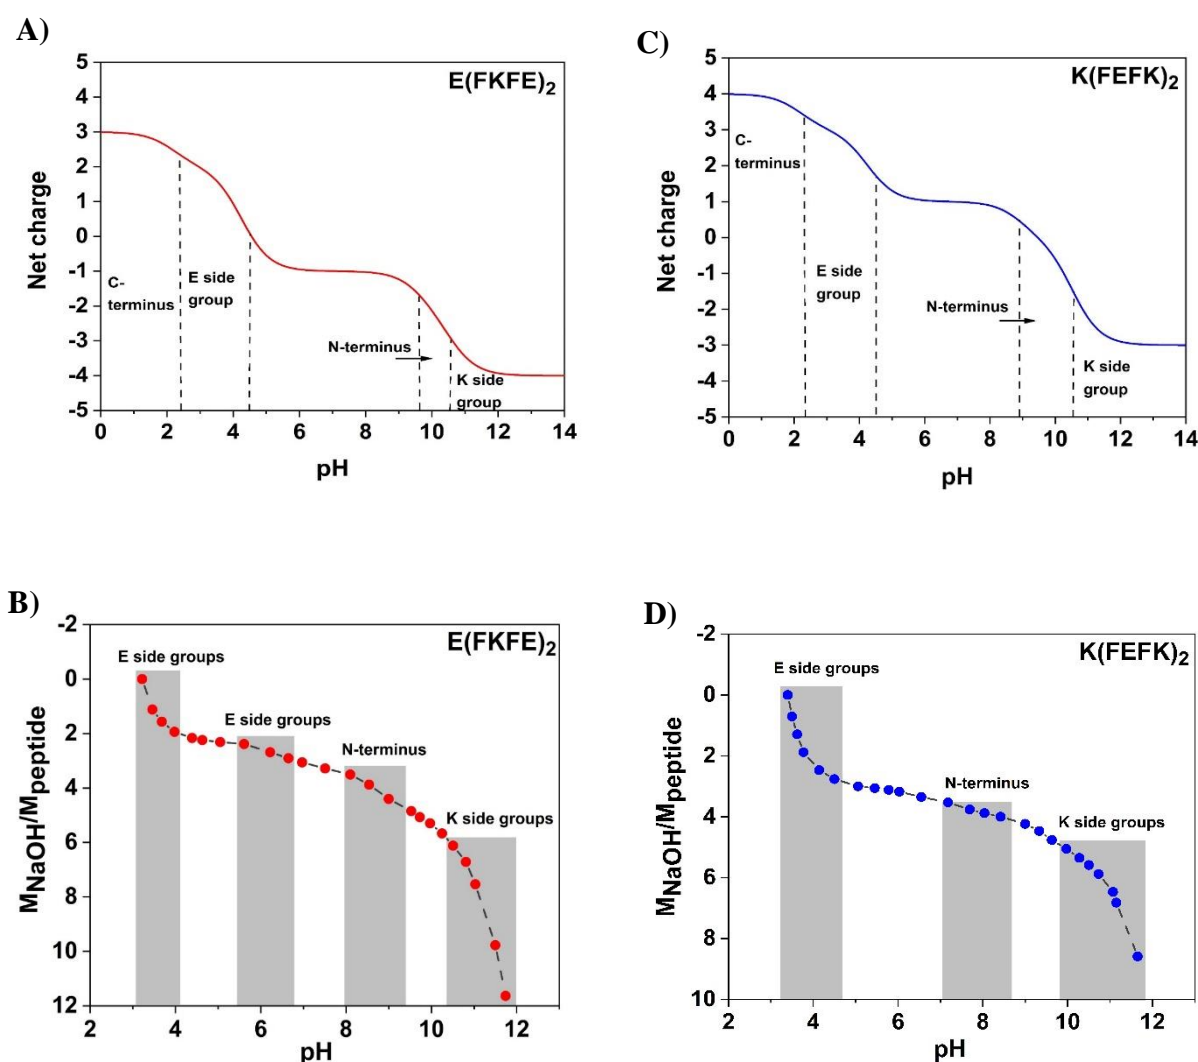 A)
E(FKFE)2
Net charge
5
4
3
2
1
0
-1
-2
-3
-4
-5
C-
terminus
E side
group
N-terminus
K side
group
0 2 4 6 8 10 12 14
pH
C)
K(FEFK)2
Net charge
5
4
3
2
1
0
-1
-2
-3
-4
-5
C-
terminus
E side
group
N-terminus
K side
group
0 2 4 6 8 10 12 14
pH
B)
E(FKFE)2
MNaOH/Mpeptide
-2
0
2
4
6
8
10
12
E side groups
E side groups
N-terminus
K side groups
2 4 6 8 10 12
pH
D)
K(FEFK)2
MNaOH/Mpeptide
-2
0
2
4
6
8
10
E side groups
N-terminus
K side groups
2 4 6 8 10 12
pH